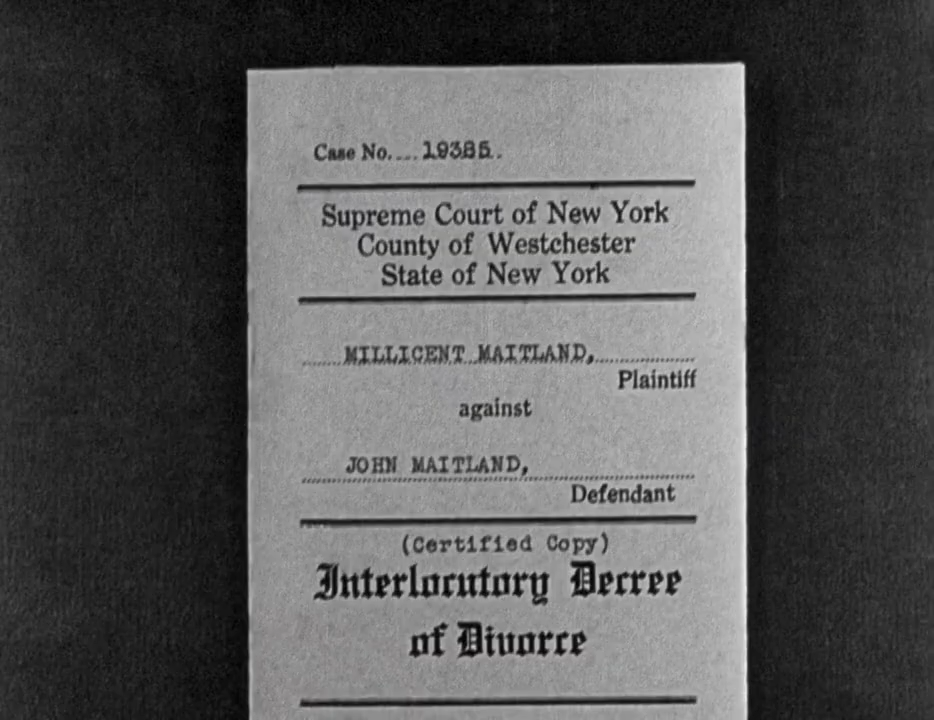 Case No.... 19385.
Supreme Court of New York
County of Westchester
State of New York
MILLICENT MAITLAND,
Plaintiff
against
JOHN MAITLAND,
Defendant
(Certified Copy)
Interlocutory Decree
of Divorce